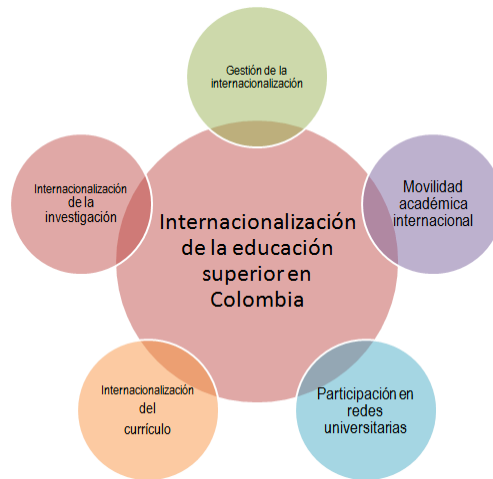 Gestión de la
internacionalización
Internacionalización
de la
investigación
Movilidad
académica
internacional
Internacionalización
de la educación
superior en
Colombia
Internacionalización
del
currículo
Participación en
redes
universitarias